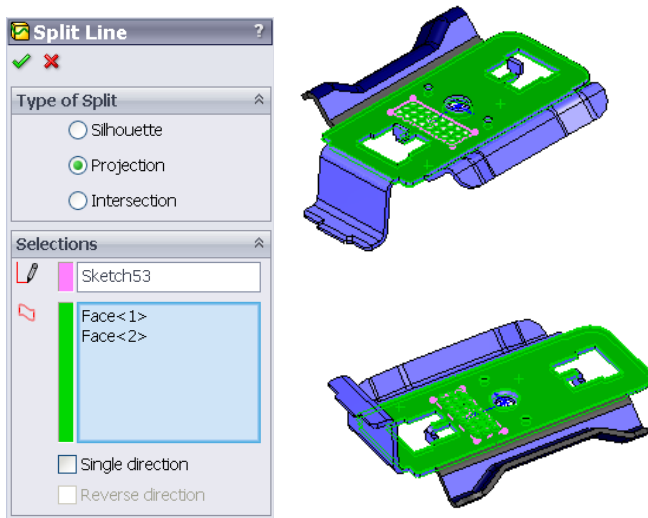 Split Line ?
Type of Split
Silhouette
Projection
Intersection
Selections
Sketch53
Face<1>
Face<2>
Single direction
Reverse direction